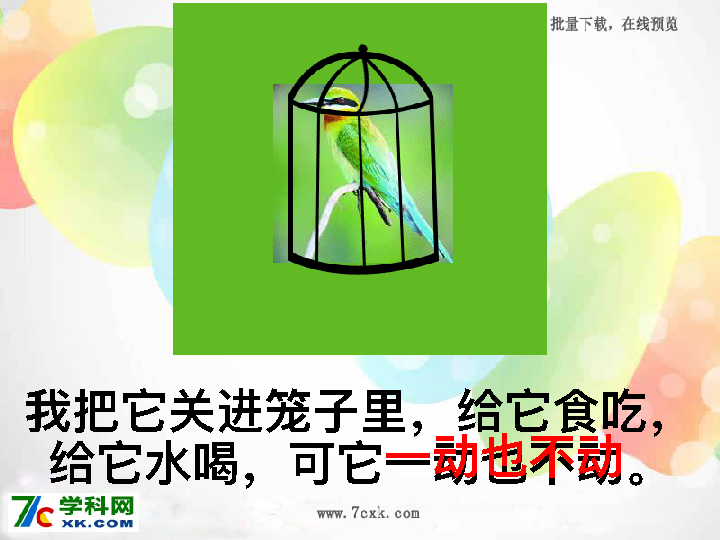 批量下载，在线预览
我把它关进笼子里，给它食吃，
给它水喝，可它一动也不动。
学科网
XK.COM
www.7cxk.com